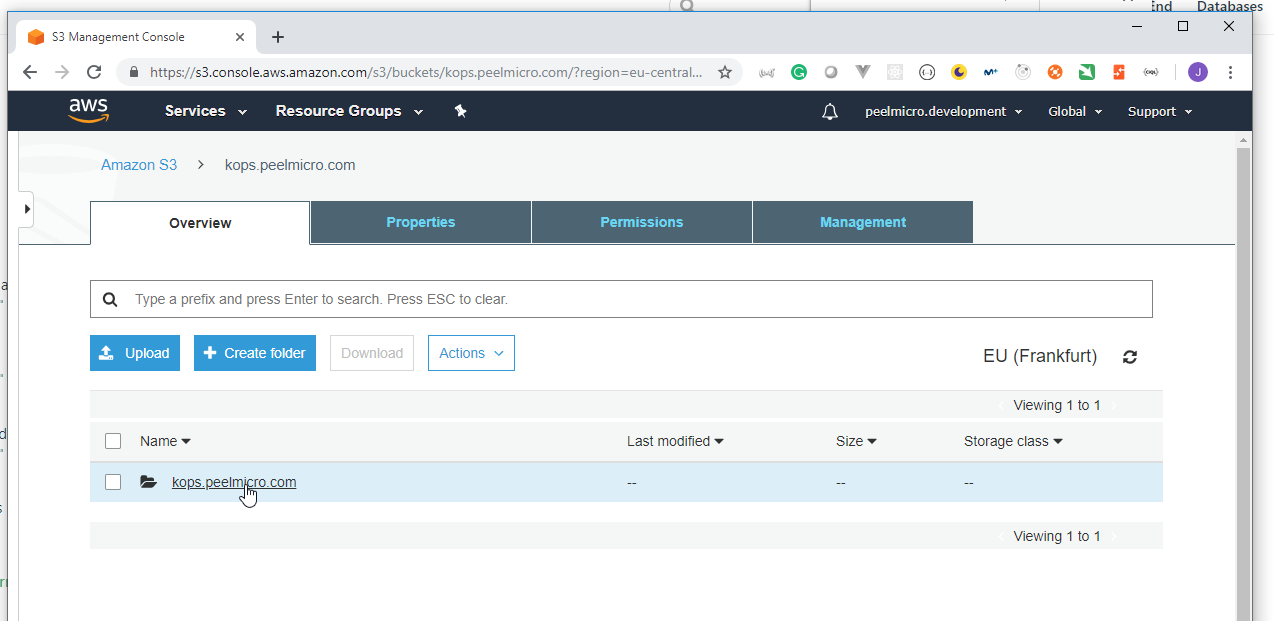 End Databases
S3 Management Console
https://s3.console.aws.amazon.com/s3/buckets/kops.peelmicro.com/?region=eu-central...
J
aws Services Resource Groups peelmicro.development Global Support
Amazon S3 > kops.peelmicro.com
Overview Properties Permissions Management
Type a prefix and press Enter to search. Press ESC to clear.
Upload Create folder Download Actions EU (Frankfurt)
Viewing 1 to 1
Name Last modified Size Storage class
kops.peelmicro.com -- -- --
Viewing 1 to 1